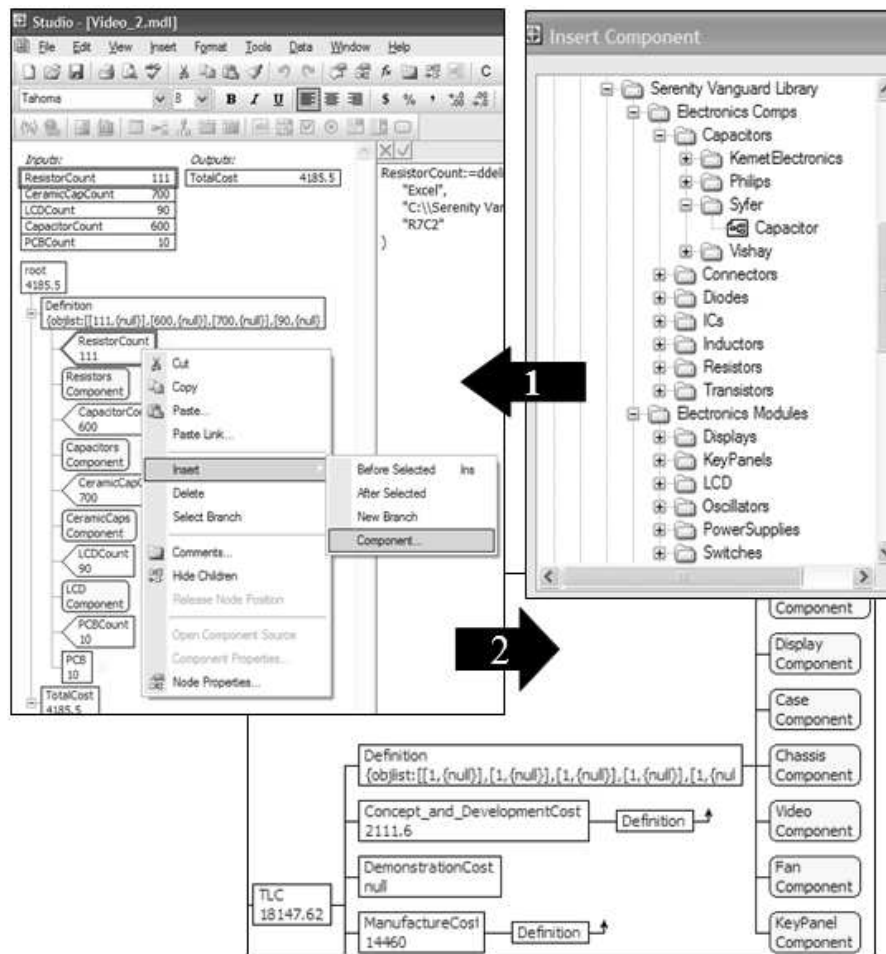 Studio - [Video_2.mdl]
File Edit View Insert Format Tools Data Window Help
Tahoma 8 B I U $ %
Inputs: Outputs:
ResistorCount 111
CeramicCapCount 700
LCDCount 90
CapacitorCount 600
PCBCount 10
TotalCost 4185.5
ResistorCount:=ddeli
"Excel",
"C:\\Serenity Van
"R7C2"
)
root
4185.5
Definition
{objlist:[[111,{null}],[600,{null}],[700,{null}],[90,{null}
ResistorCount
111
Resistors
Component
CapacitorCou
600
Capacitors
Component
CeramicCapC
700
CeramicCaps
Component
LCDCount
90
LCD
Component
PCBCount
10
PCB
10
TotalCost
4185.5
Cut
Copy
Paste...
Paste Link...
Insert
Delete
Select Branch
Comments...
Hide Children
Release Node Position
Open Component Source
Component Properties...
Node Properties...
Before Selected Ins
After Selected
New Branch
Component...
1
Insert Component
Serenity Vanguard Library
Electronics Comps
Capacitors
KemetElectronics
Philips
Syfer
Capacitor
Vishay
Connectors
Diodes
ICs
Inductors
Resistors
Transistors
Electronics Modules
Displays
KeyPanels
LCD
Oscillators
PowerSupplies
Switches
2
Component
Display
Component
Case
Component
Chassis
Component
Video
Component
Fan
Component
KeyPanel
Component
Definition
{objlist:[[1,{null}],[1,{null}],[1,{null}],[1,{null}],[1,{nul
Concept_and_DevelopmentCost
2111.6
Definition
DemonstrationCost
null
TLC
18147.62
ManufactureCost
14460
Definition